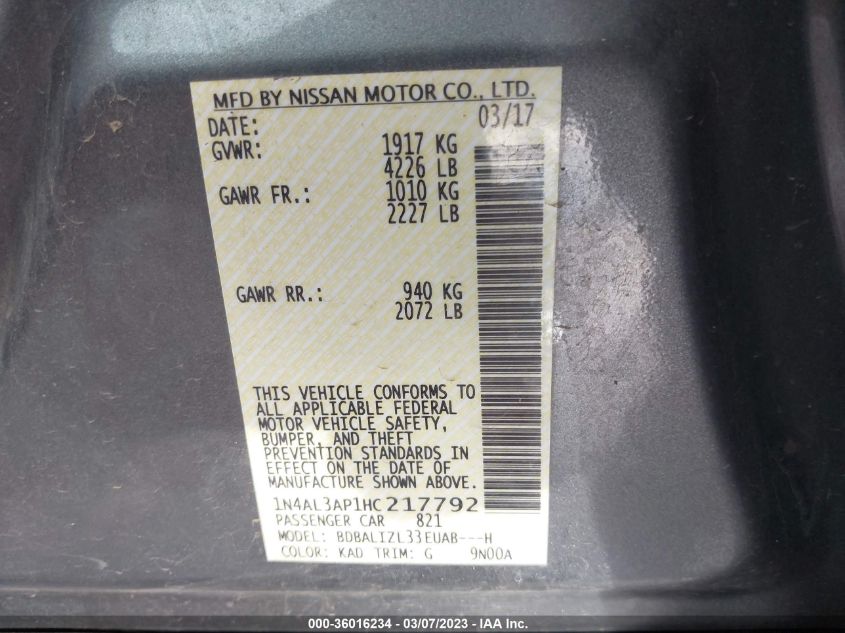 MFD BY NISSAN MOTOR CO., LTD.
DATE: 03/17
GVWR: 1917 KG
4226 LB
GAWR FR.: 1010 KG
2227 LB
GAWR RR.: 940 KG
2072 LB
THIS VEHICLE CONFORMS TO
ALL APPLICABLE FEDERAL
MOTOR VEHICLE SAFETY,
BUMPER, AND THEFT
PREVENTION STANDARDS IN
EFFECT ON THE DATE OF
MANUFACTURE SHOWN ABOVE.
1N4AL3AP1HC217792
PASSENGER CAR 821
MODEL: BDBALIZL33EUAB---H
COLOR: KAD TRIM: G 9N00A
000-36016234 - 03/07/2023 - IAA Inc.